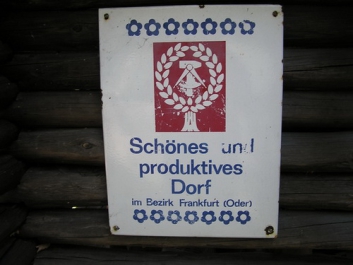 Schönes und
produktives
Dorf
im Bezirk Frankfurt (Oder)